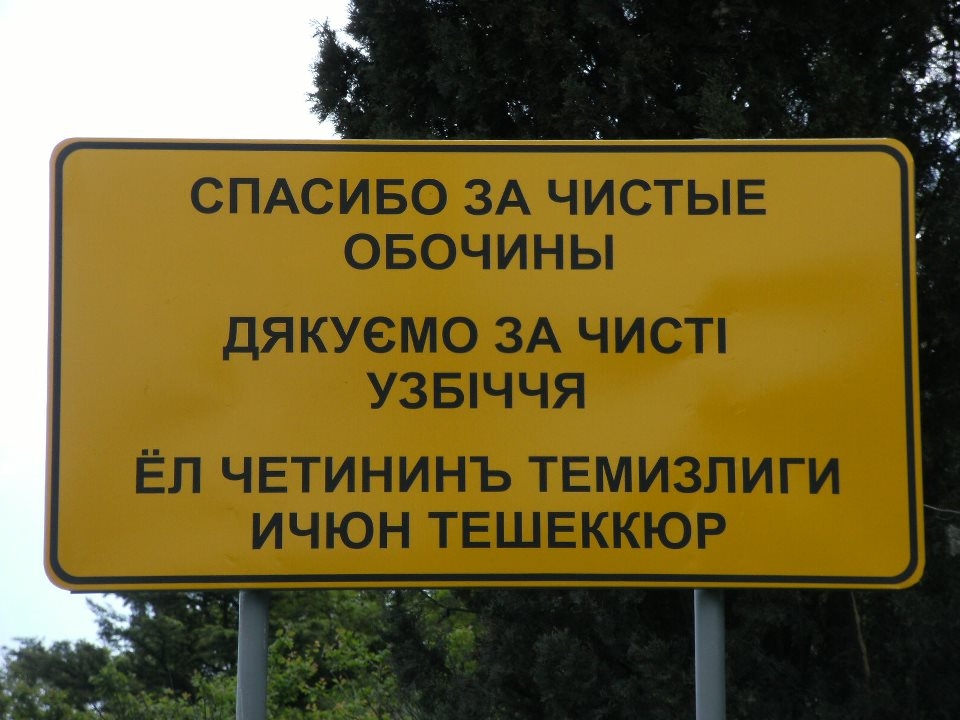 СПАСИБО ЗА ЧИСТЫЕ
ОБОЧИНЫ
ДЯКУЄМО ЗА ЧИСТІ
УЗБІЧЧЯ
ЁЛ ЧЕТИНИНЪ ТЕМИЗЛИГИ
ИЧЮН ТЕШЕККЮР